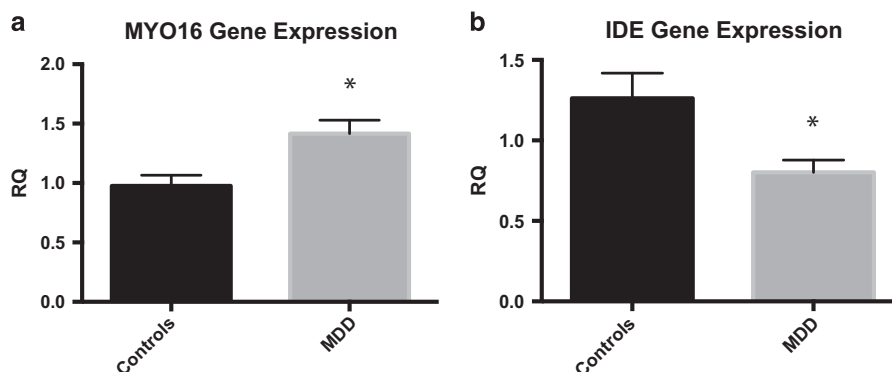 a
MYO16 Gene Expression
2.0
1.5
1.0
0.5
0.0
RQ
*
Controls
MDD
b
IDE Gene Expression
1.5
1.0
0.5
0.0
RQ
*
Controls
MDD